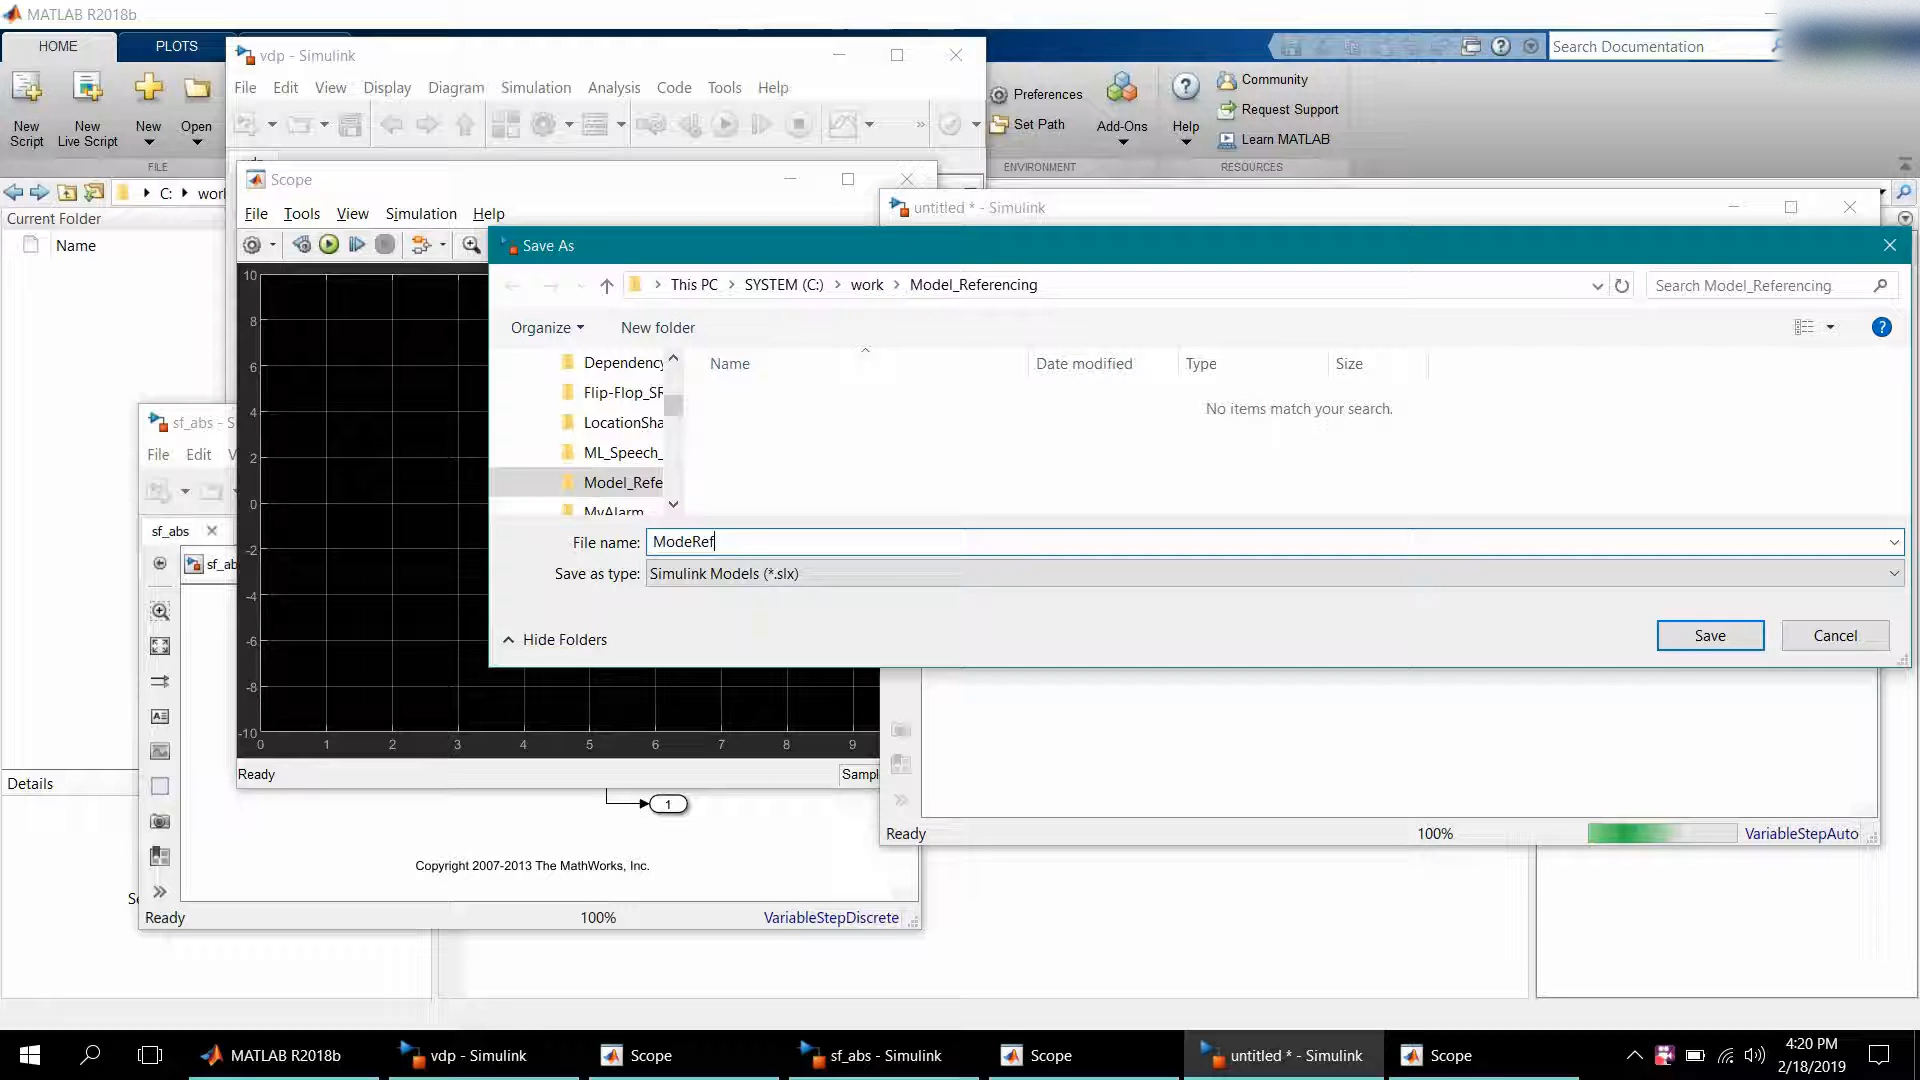 MATLAB R2018b
HOME
PLOTS
Search Documentation
New
Script
New
Live Script
New
Open
FILE
Preferences
Set Path
Add-Ons
Help
Community
Request Support
Learn MATLAB
ENVIRONMENT
RESOURCES
C:
Current Folder
Name
Details
vdp - Simulink
File Edit View Display Diagram Simulation Analysis Code Tools Help
Scope
File Tools View Simulation Help
10
8
6
4
2
0
-2
-4
-6
-8
-10
0 1 2 3 4 5 6 7 8 9
Ready
untitled * - Simulink
Save As
This PC > SYSTEM (C:) > work > Model_Referencing
Search Model_Referencing
Organize
New folder
Name
Date modified
Type
Size
No items match your search.
Dependency
Flip-Flop_SR
LocationSha
ML_Speech_
Model_Refe
MyAlarm
File name: ModeRef
Save as type: Simulink Models (*.slx)
Hide Folders
Save
Cancel
Ready
100%
VariableStepAuto
sf_abs - S
File Edit V
sf_abs
sf_ab
1
Copyright 2007-2013 The MathWorks, Inc.
Ready
100%
VariableStepDiscrete
MATLAB R2018b
vdp - Simulink
Scope
sf_abs - Simulink
Scope
untitled * - Simulink
Scope
4:20 PM
2/18/2019